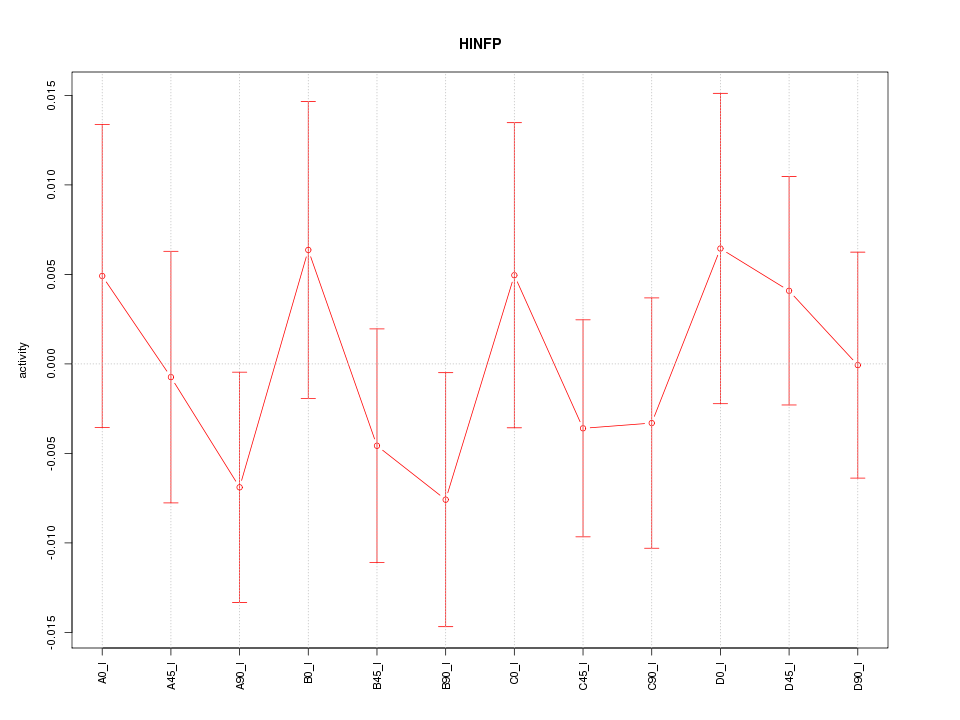 HINFP
activity
0.015
0.010
0.005
0.000
-0.005
-0.010
-0.015
A0_I
A45_I
A90_I
B0_I
B45_I
B90_I
C0_I
C45_I
C90_I
D0_I
D45_I
D90_I